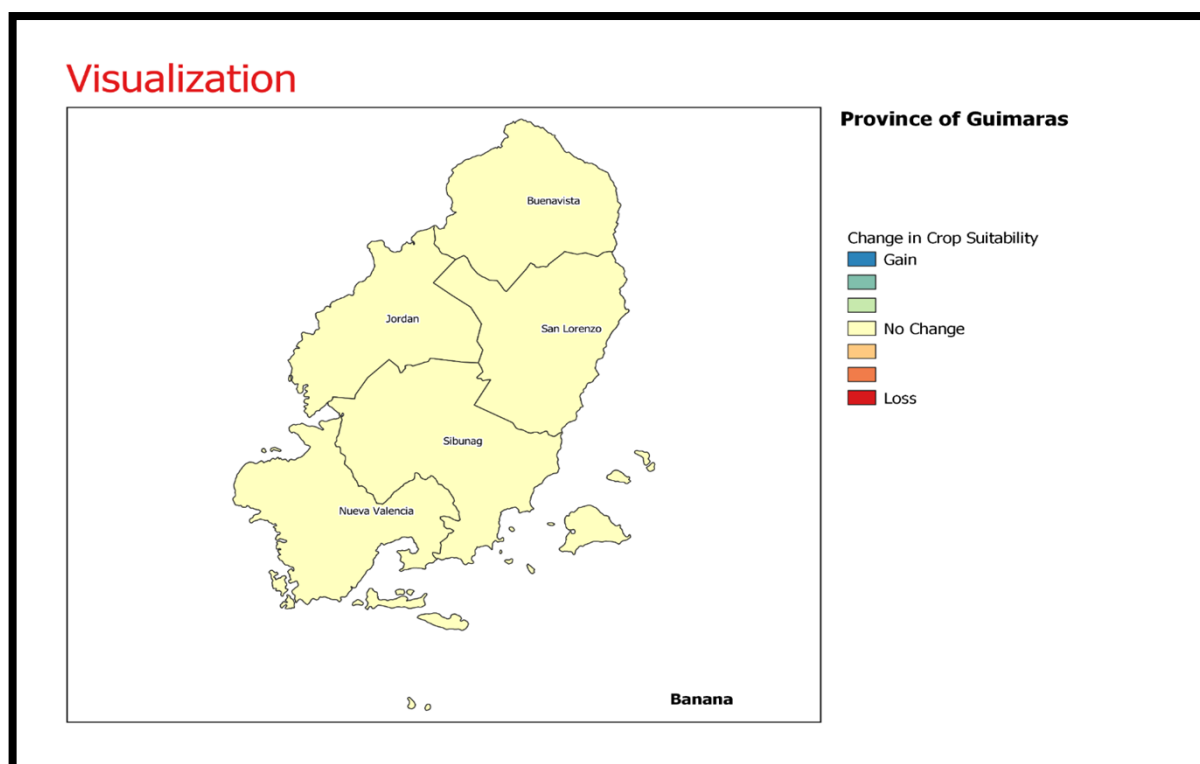 Visualization
Province of Guimaras
Buenavista
Change in Crop Suitability
Gain
Jordan
San Lorenzo
No Change
Loss
Sibunag
Nueva Valencia
Banana